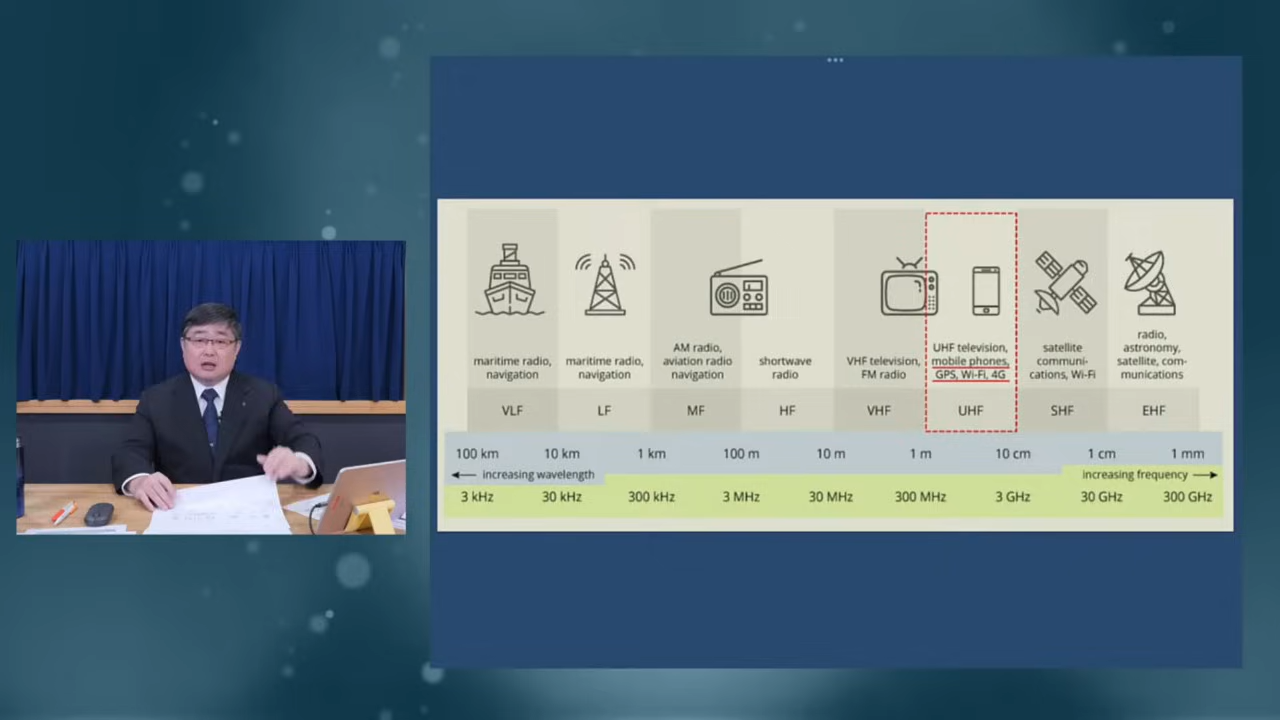 maritime radio,
navigation
maritime radio,
navigation
AM radio,
aviation radio
navigation
shortwave
radio
VHF television,
FM radio
UHF television,
mobile phones,
GPS, Wi-Fi, 4G
satellite
communi-
cations, Wi-Fi
radio,
astronomy,
satellite, com-
munications
VLF LF MF HF VHF UHF SHF EHF
100 km 10 km 1 km 100 m 10 m 1 m 10 cm 1 cm 1 mm
increasing wavelength increasing frequency
3 kHz 30 kHz 300 kHz 3 MHz 30 MHz 300 MHz 3 GHz 30 GHz 300 GHz